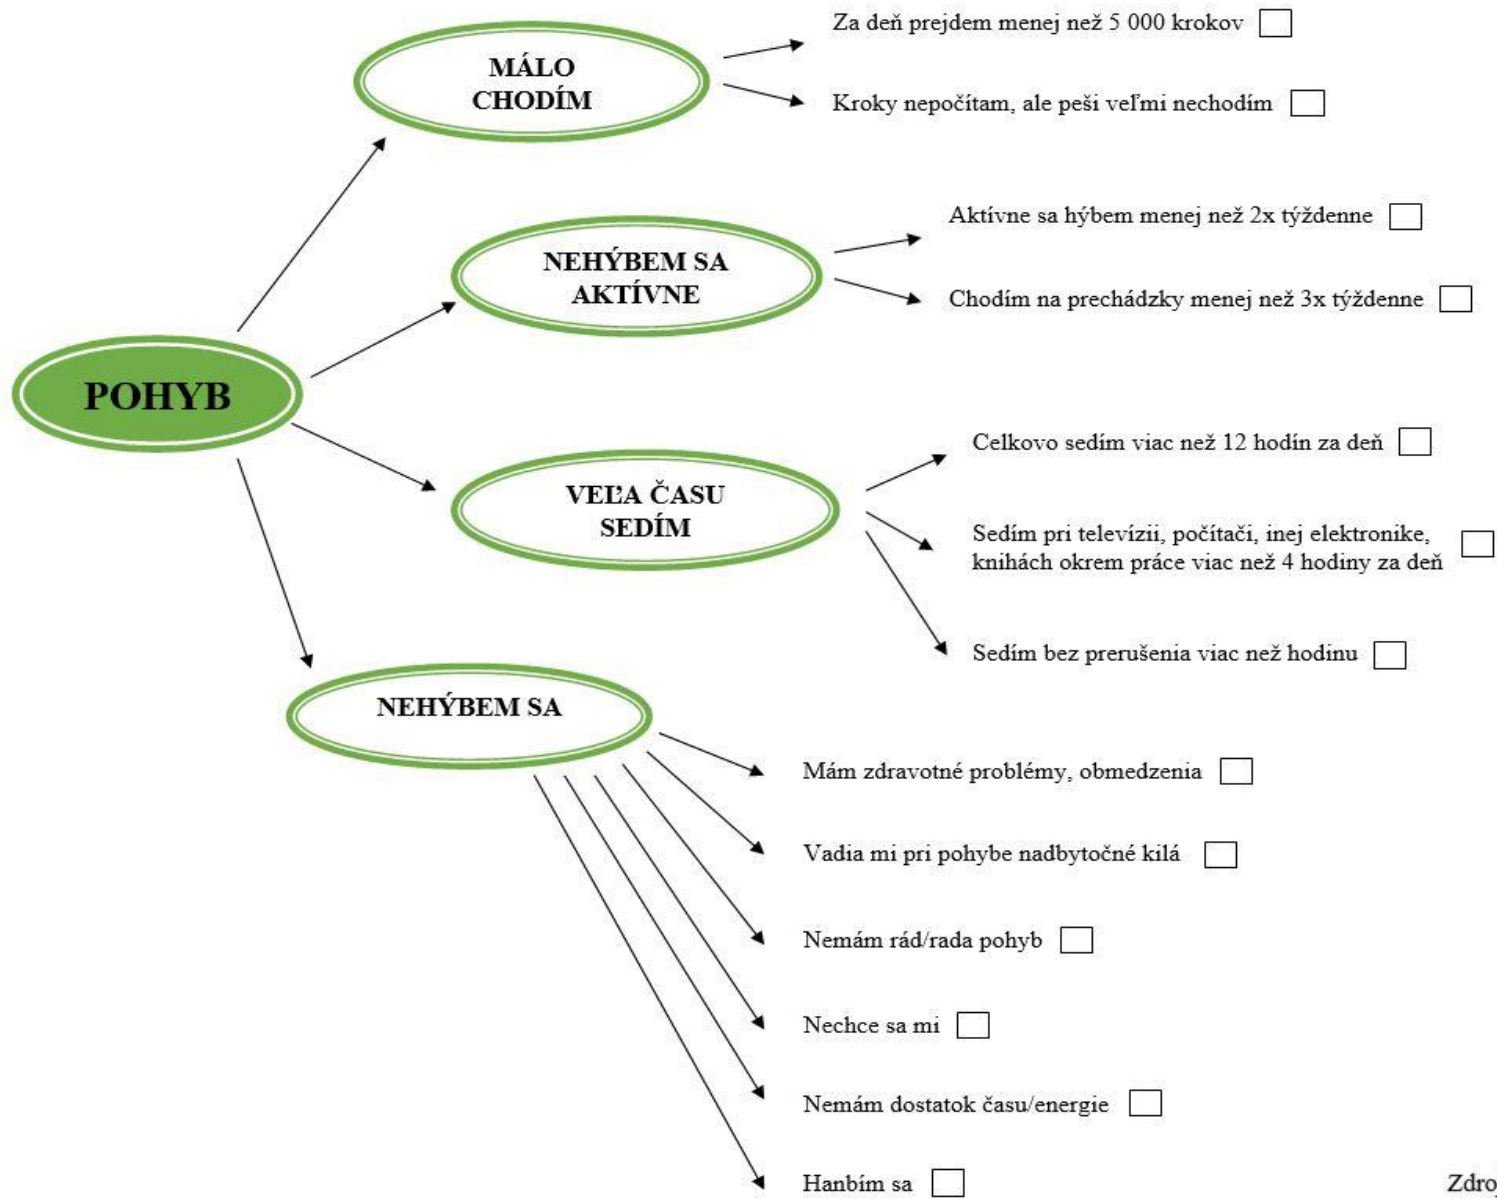 Za deň prejdem menej než 5 000 krokov
MÁLO
CHODÍM
Kroky nepočítam, ale peši veľmi nechodím
Aktívne sa hýbem menej než 2x týždenne
NEHÝBEM SA
AKTÍVNE
Chodím na prechádzky menej než 3x týždenne
POHYB
Celkovo sedím viac než 12 hodín za deň
VEĽA ČASU
SEDÍM
Sedím pri televízii, počítači, inej elektronike,
knihách okrem práce viac než 4 hodiny za deň
Sedím bez prerušenia viac než hodinu
NEHÝBEM SA
Mám zdravotné problémy, obmedzenia
Vadia mi pri pohybe nadbytočné kilá
Nemám rád/rada pohyb
Nechce sa mi
Nemám dostatok času/energie
Hanbím sa
Zdro